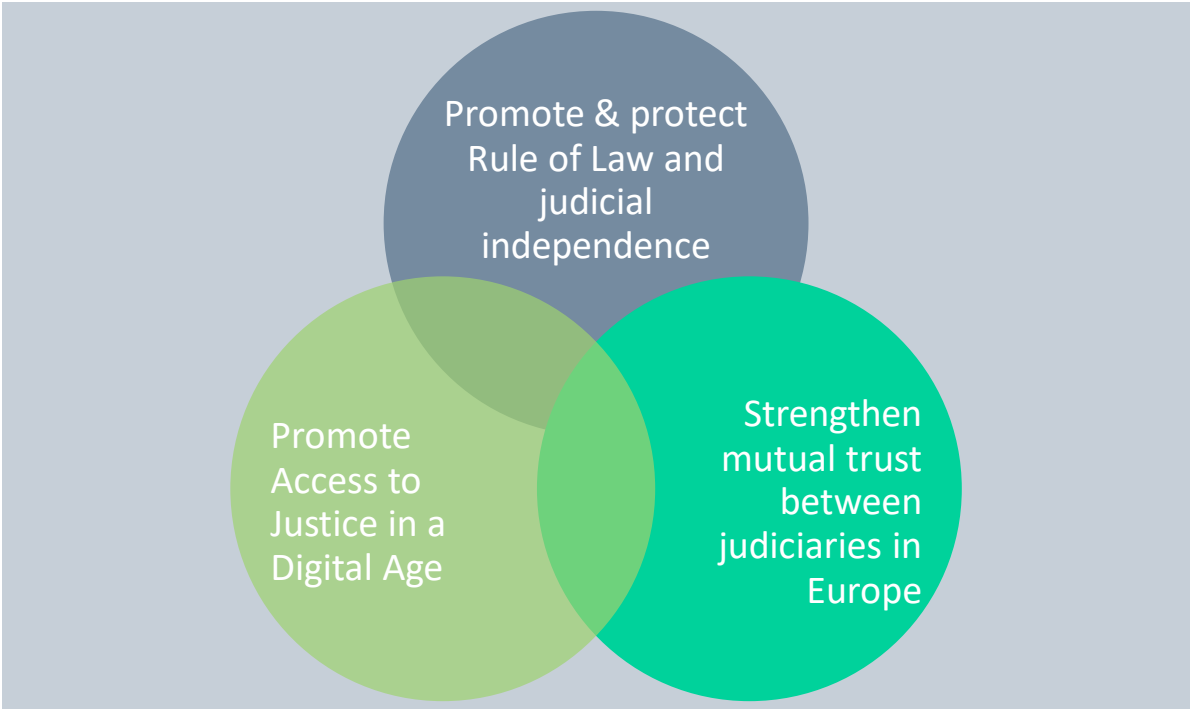 Promote & protect
Rule of Law and
judicial
independence
Promote
Access to
Justice in a
Digital Age
Strengthen
mutual trust
between
judiciaries in
Europe